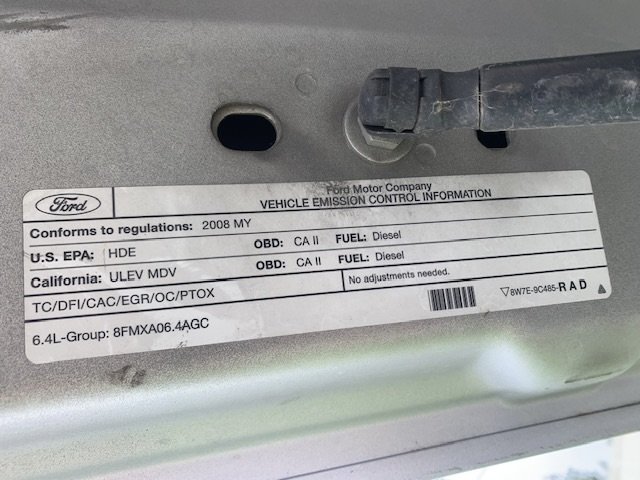 Ford
Ford Motor Company
VEHICLE EMISSION CONTROL INFORMATION
Conforms to regulations: 2008 MY
U.S. EPA: HDE OBD: CA II FUEL: Diesel
California: ULEV MDV OBD: CA II FUEL: Diesel
TC/DFI/CAC/EGR/OC/PTOX No adjustments needed.
6.4L-Group: 8FMXA06.4AGC 8W7E-9C485-RAD